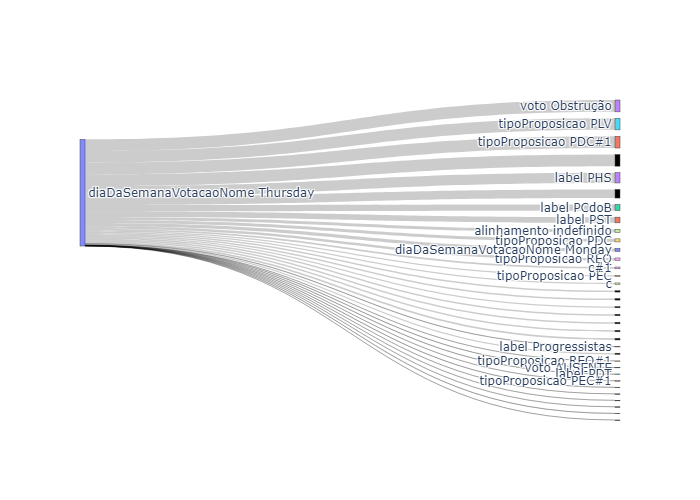 voto Obstrução
tipoProposicao PLV
tipoProposicao PDC#1
label PHS
diaDaSemanaVotacaoNome Thursday
label PCdoB
label PST
alinhamento indefinido
tipoProposicao PDC
diaDaSemanaVotacaoNome Monday
tipoProposicao REQ
c#1
tipoProposicao PEC
c
label Progressistas
tipoProposicao REQ#1
voto AUSENTE
label PDT
tipoProposicao PEC#1